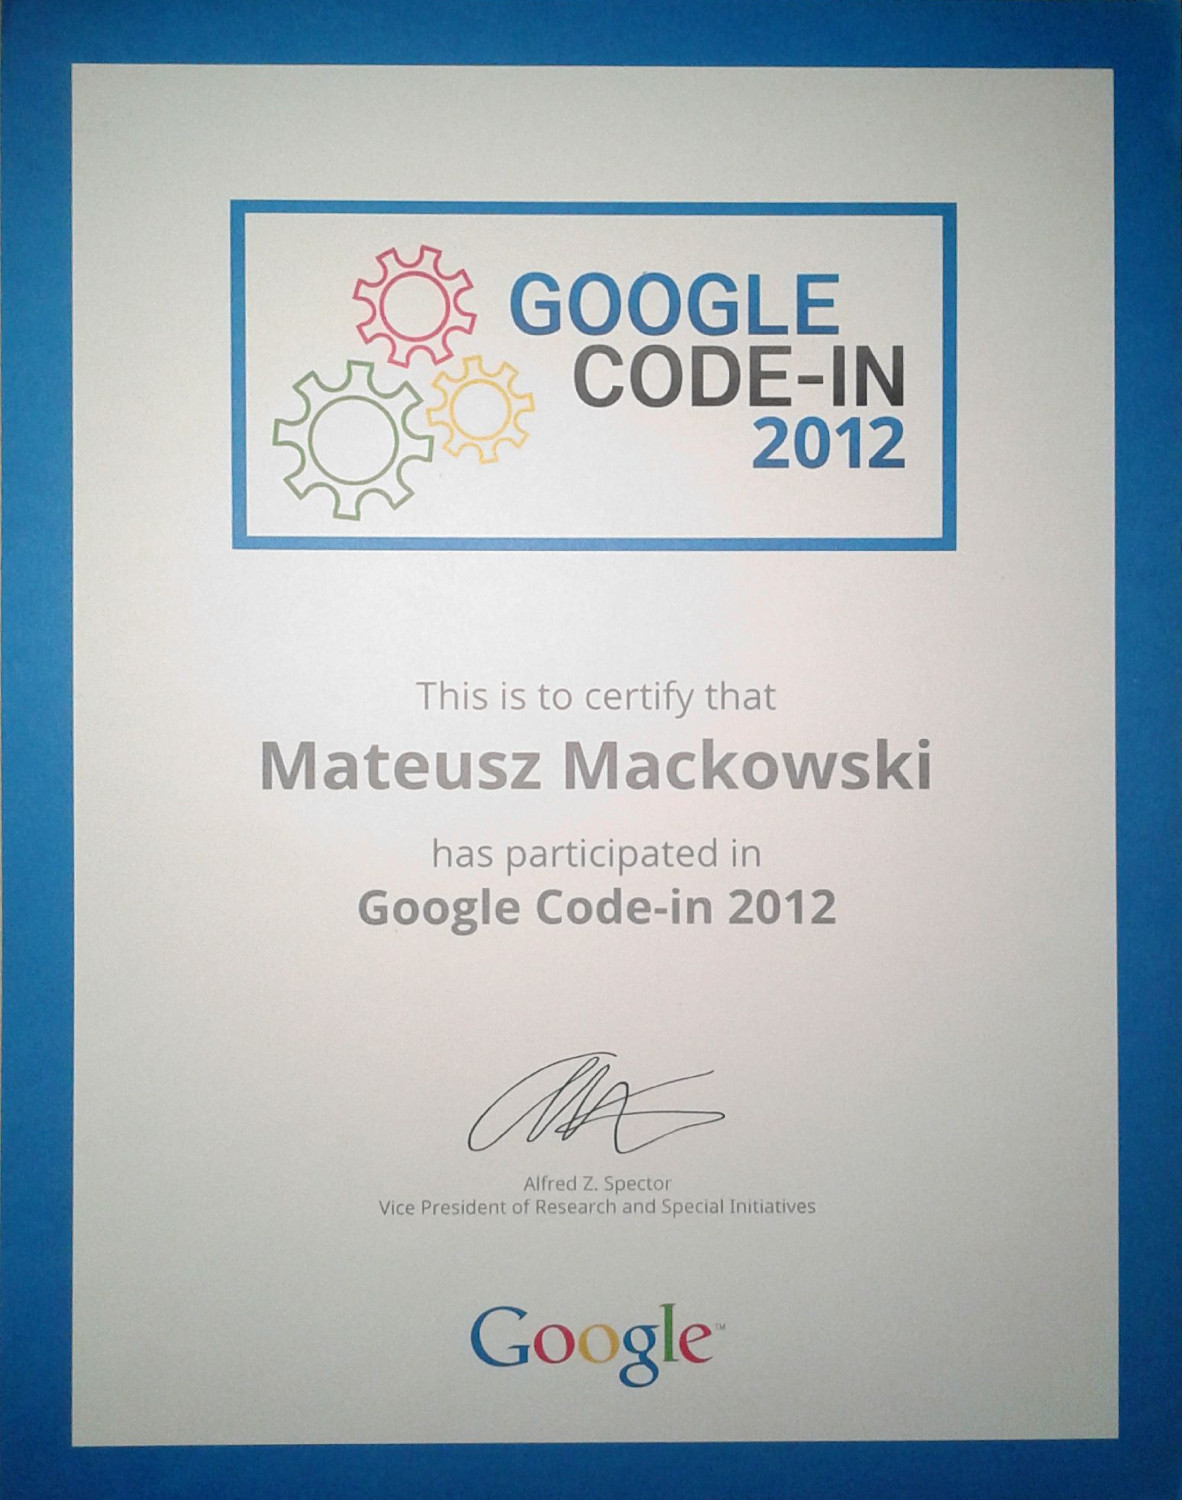 GOOGLE
CODE-IN
2012
This is to certify that
Mateusz Mackowski
has participated in
Google Code-in 2012
Alfred Z. Spector
Vice President of Research and Special Initiatives
Google™